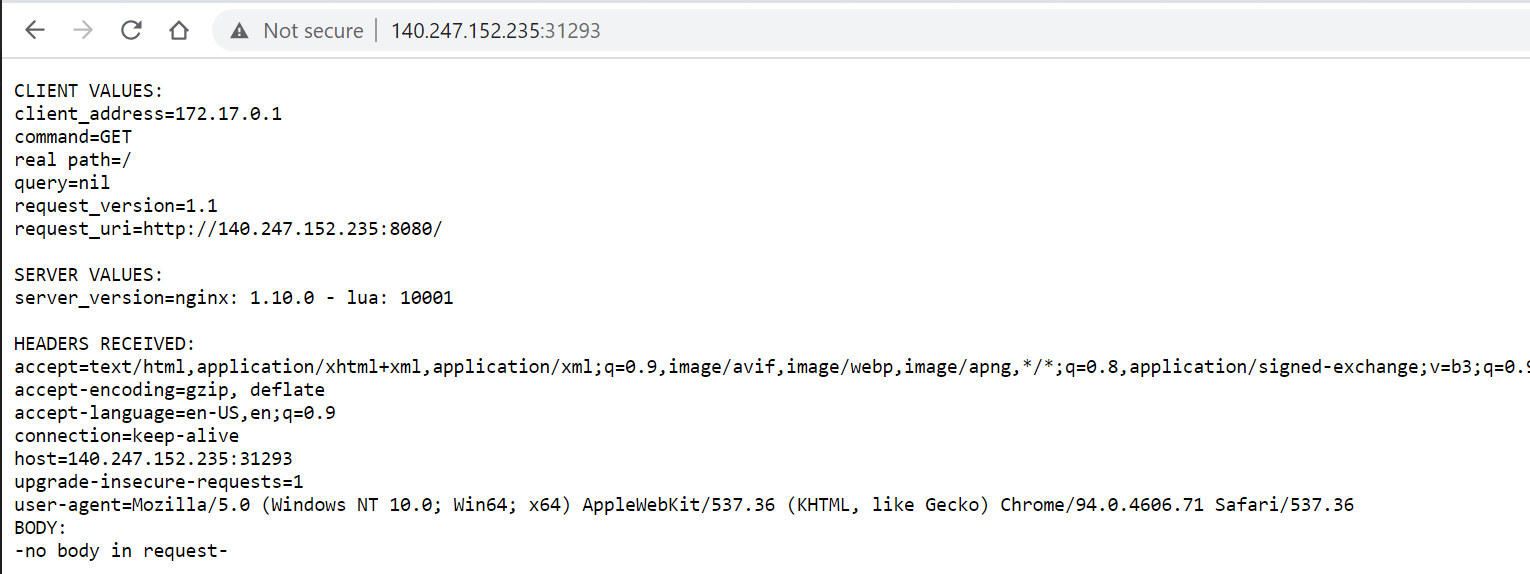 Not secure | 140.247.152.235:31293
CLIENT VALUES:
client_address=172.17.0.1
command=GET
real path=/
query=nil
request_version=1.1
request_uri=http://140.247.152.235:8080/
SERVER VALUES:
server_version=nginx: 1.10.0 - lua: 10001
HEADERS RECEIVED:
accept=text/html,application/xhtml+xml,application/xml;q=0.9,image/avif,image/webp,image/apng,*/*;q=0.8,application/signed-exchange;v=b3;q=0.9
accept-encoding=gzip, deflate
accept-language=en-US,en;q=0.9
connection=keep-alive
host=140.247.152.235:31293
upgrade-insecure-requests=1
user-agent=Mozilla/5.0 (Windows NT 10.0; Win64; x64) AppleWebKit/537.36 (KHTML, like Gecko) Chrome/94.0.4606.71 Safari/537.36
BODY:
-no body in request-